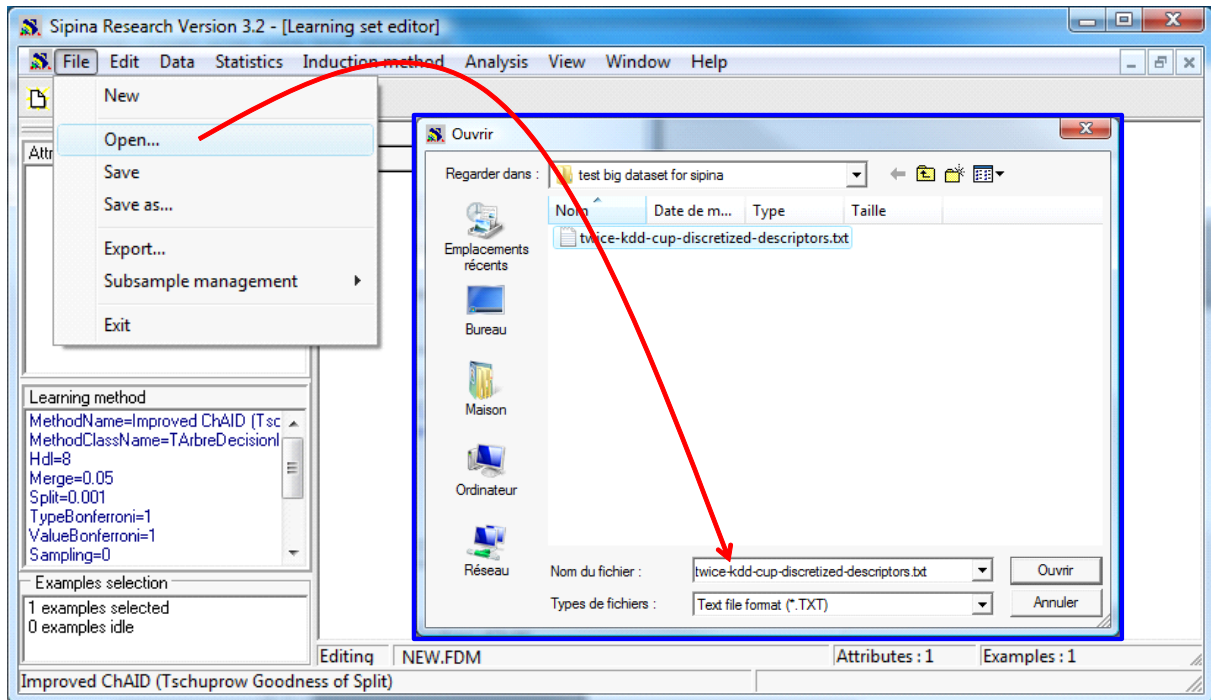 Sipina Research Version 3.2 - [Learning set editor]
File Edit Data Statistics Induction method Analysis View Window Help
New
Open...
Save
Save as...
Export...
Subsample management
Exit
Attr
Learning method
MethodName=Improved ChAID (Tsc
MethodClassName=TArbreDecisionI
Hdl=8
Merge=0.05
Split=0.001
TypeBonferroni=1
ValueBonferroni=1
Sampling=0
Examples selection
1 examples selected
0 examples idle
Ouvrir
Regarder dans : test big dataset for sipina
Nom Date de m... Type Taille
twice-kdd-cup-discretized-descriptors.txt
Emplacements
récents
Bureau
Maison
Ordinateur
Réseau
Nom du fichier : twice-kdd-cup-discretized-descriptors.txt Ouvrir
Types de fichiers : Text file format (*.TXT) Annuler
Editing NEW.FDM Attributes : 1 Examples : 1
Improved ChAID (Tschuprow Goodness of Split)